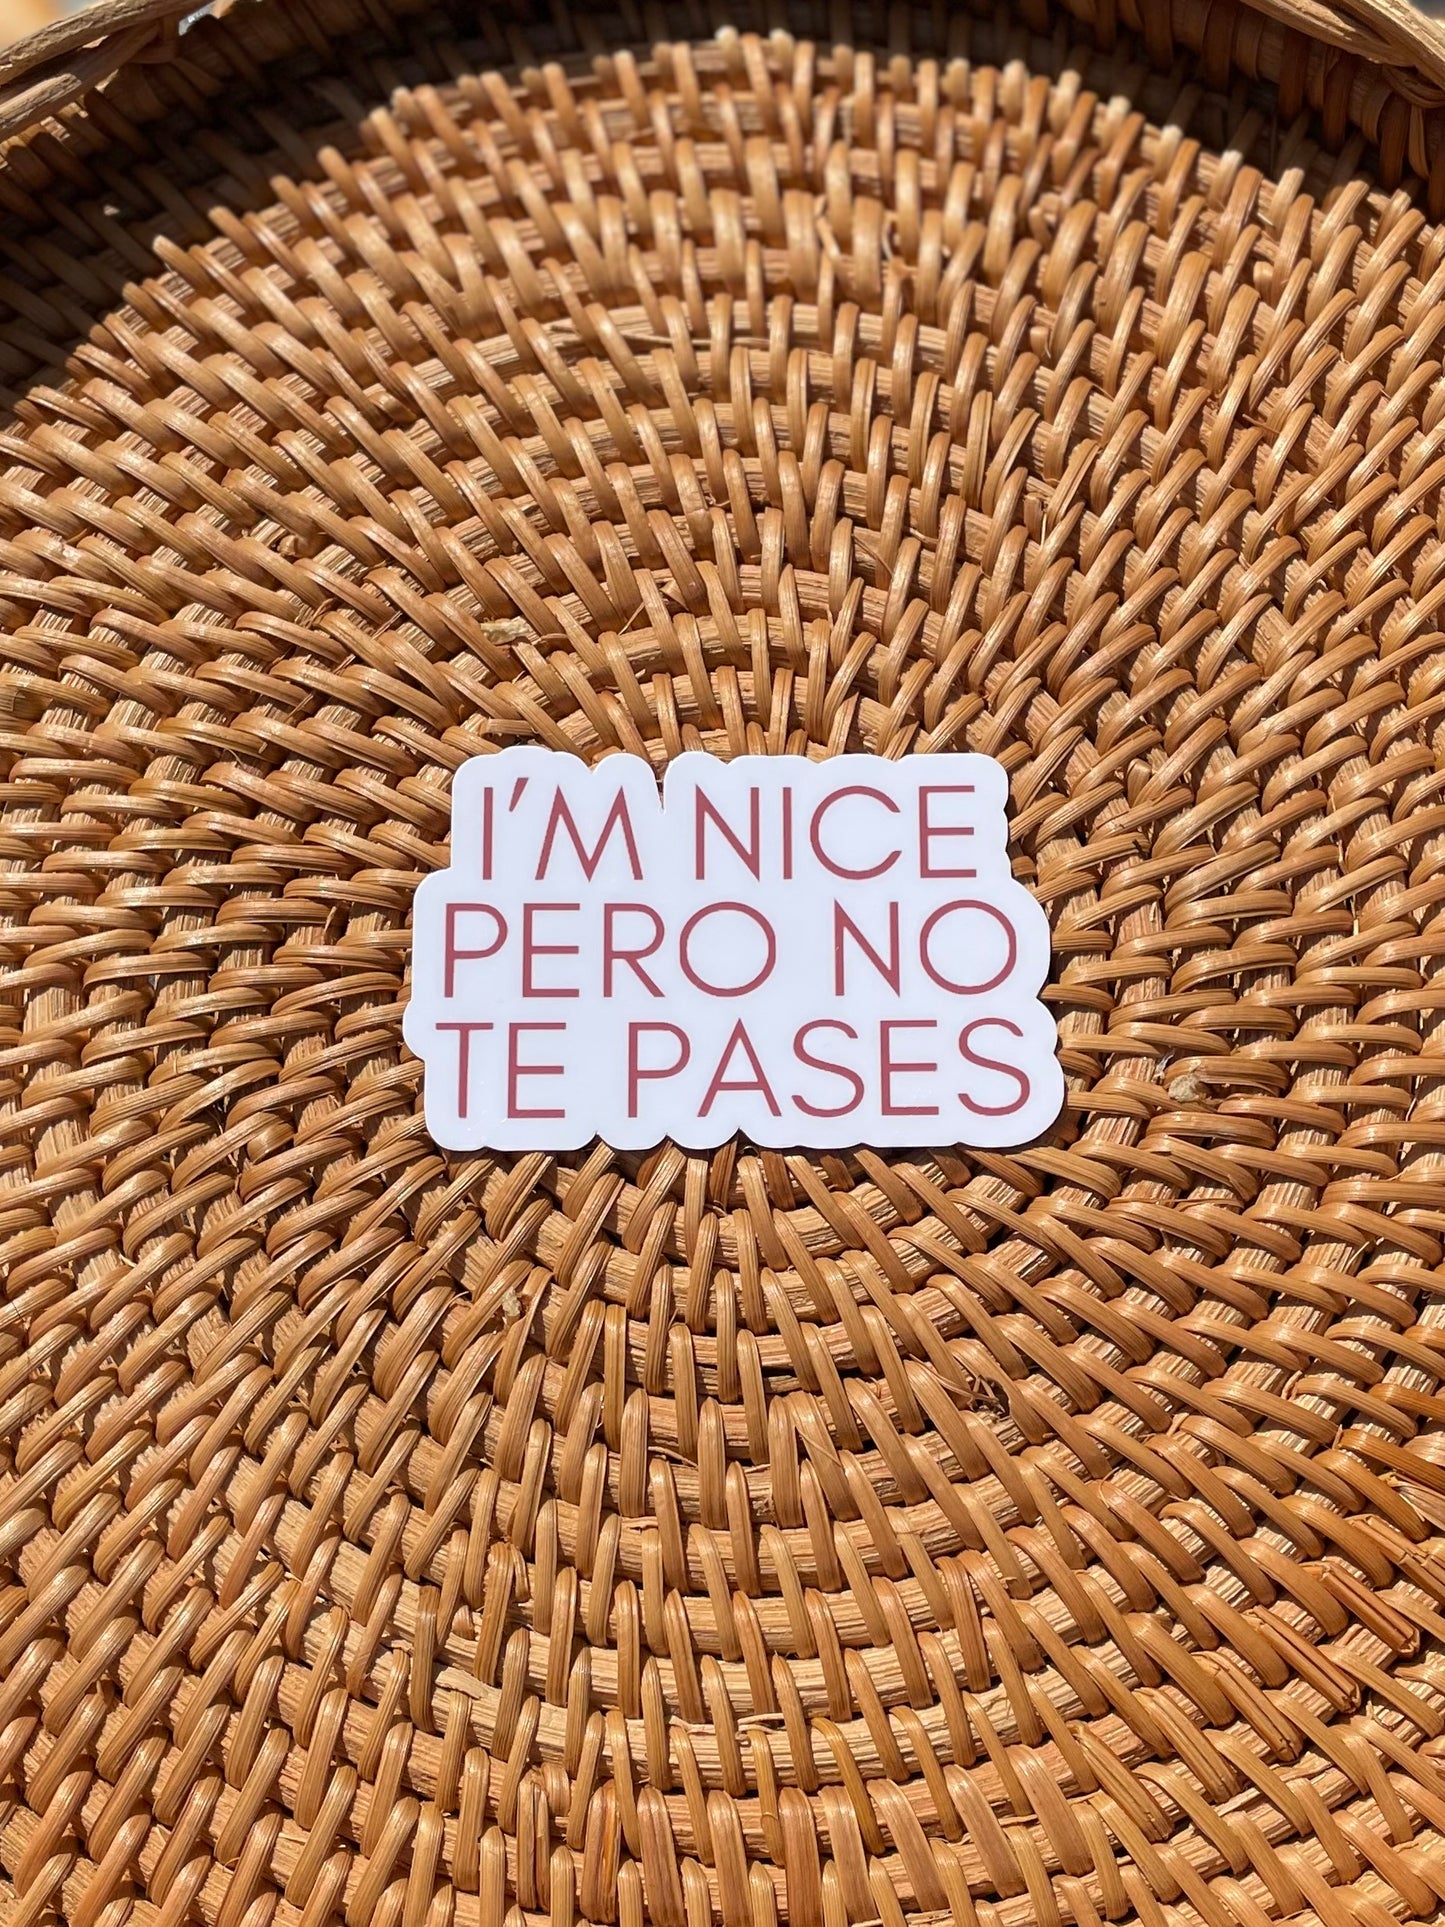 I'M NICE
PERO NO
TE PASES